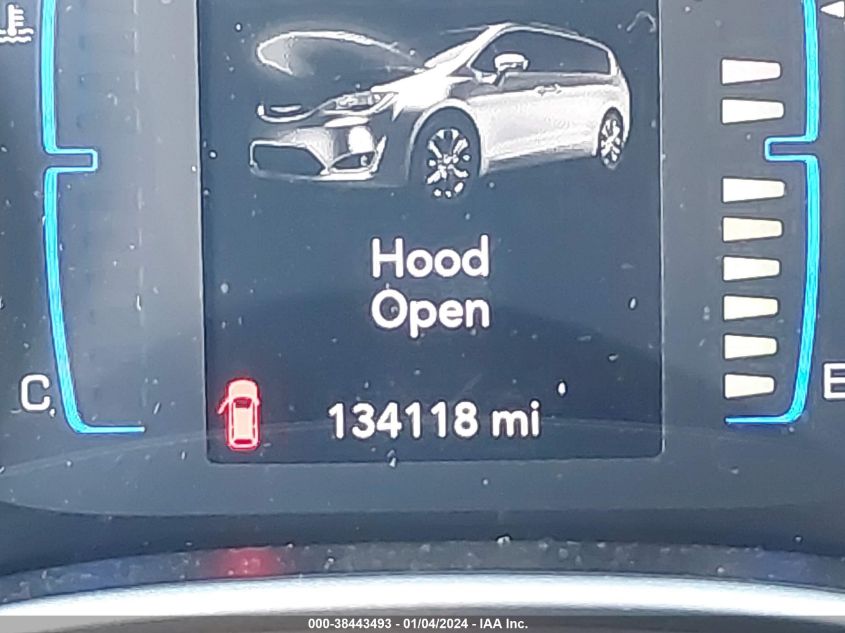 Hood
Open
C
E
134118 mi
000-38443493 - 01/04/2024 - IAA Inc.